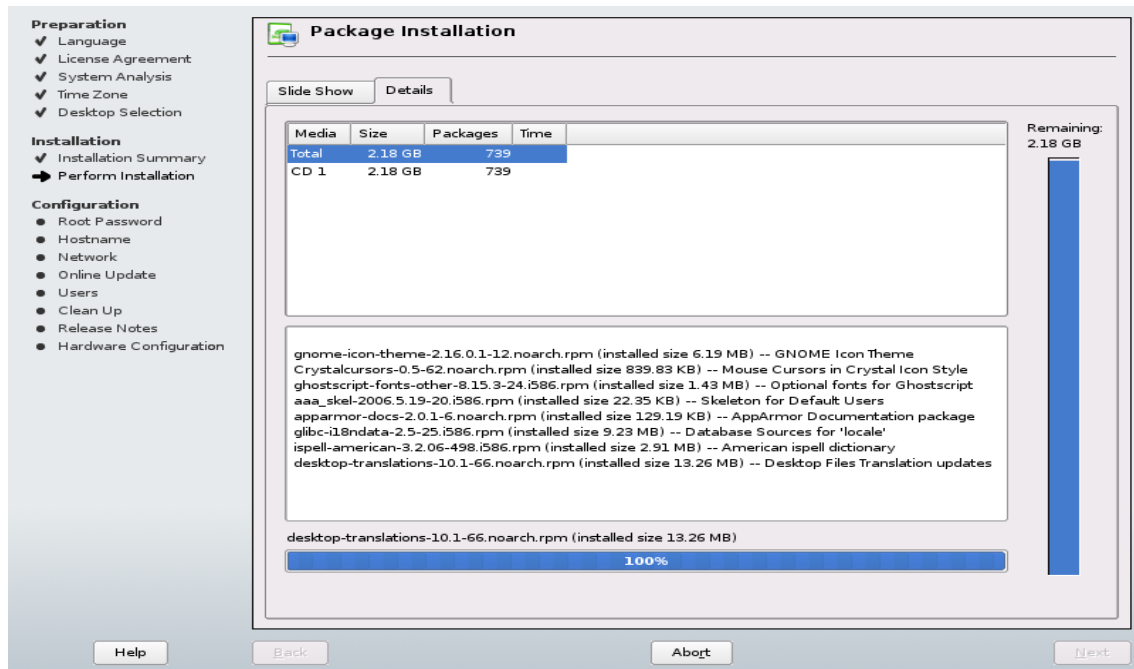 Preparation
Language
License Agreement
System Analysis
Time Zone
Desktop Selection
Installation
Installation Summary
Perform Installation
Configuration
Root Password
Hostname
Network
Online Update
Users
Clean Up
Release Notes
Hardware Configuration
Package Installation
Slide Show Details
Media Size Packages Time
Total 2.18 GB 739
CD 1 2.18 GB 739
Remaining:
2.18 GB
gnome-icon-theme-2.16.0.1-12.noarch.rpm (installed size 6.19 MB) -- GNOME Icon Theme
Crystalcursors-0.5-62.noarch.rpm (installed size 839.83 KB) -- Mouse Cursors in Crystal Icon Style
ghostscript-fonts-other-8.15.3-24.i586.rpm (installed size 1.43 MB) -- Optional fonts for Ghostscript
aaa_skel-2006.5.19-20.i586.rpm (installed size 22.35 KB) -- Skeleton for Default Users
apparmor-docs-2.0.1-6.noarch.rpm (installed size 129.19 KB) -- AppArmor Documentation package
glibc-i18ndata-2.5-25.i586.rpm (installed size 9.23 MB) -- Database Sources for 'locale'
ispell-american-3.2.06-498.i586.rpm (installed size 2.91 MB) -- American ispell dictionary
desktop-translations-10.1-66.noarch.rpm (installed size 13.26 MB) -- Desktop Files Translation updates
desktop-translations-10.1-66.noarch.rpm (installed size 13.26 MB)
100%
Help Back Abort Next